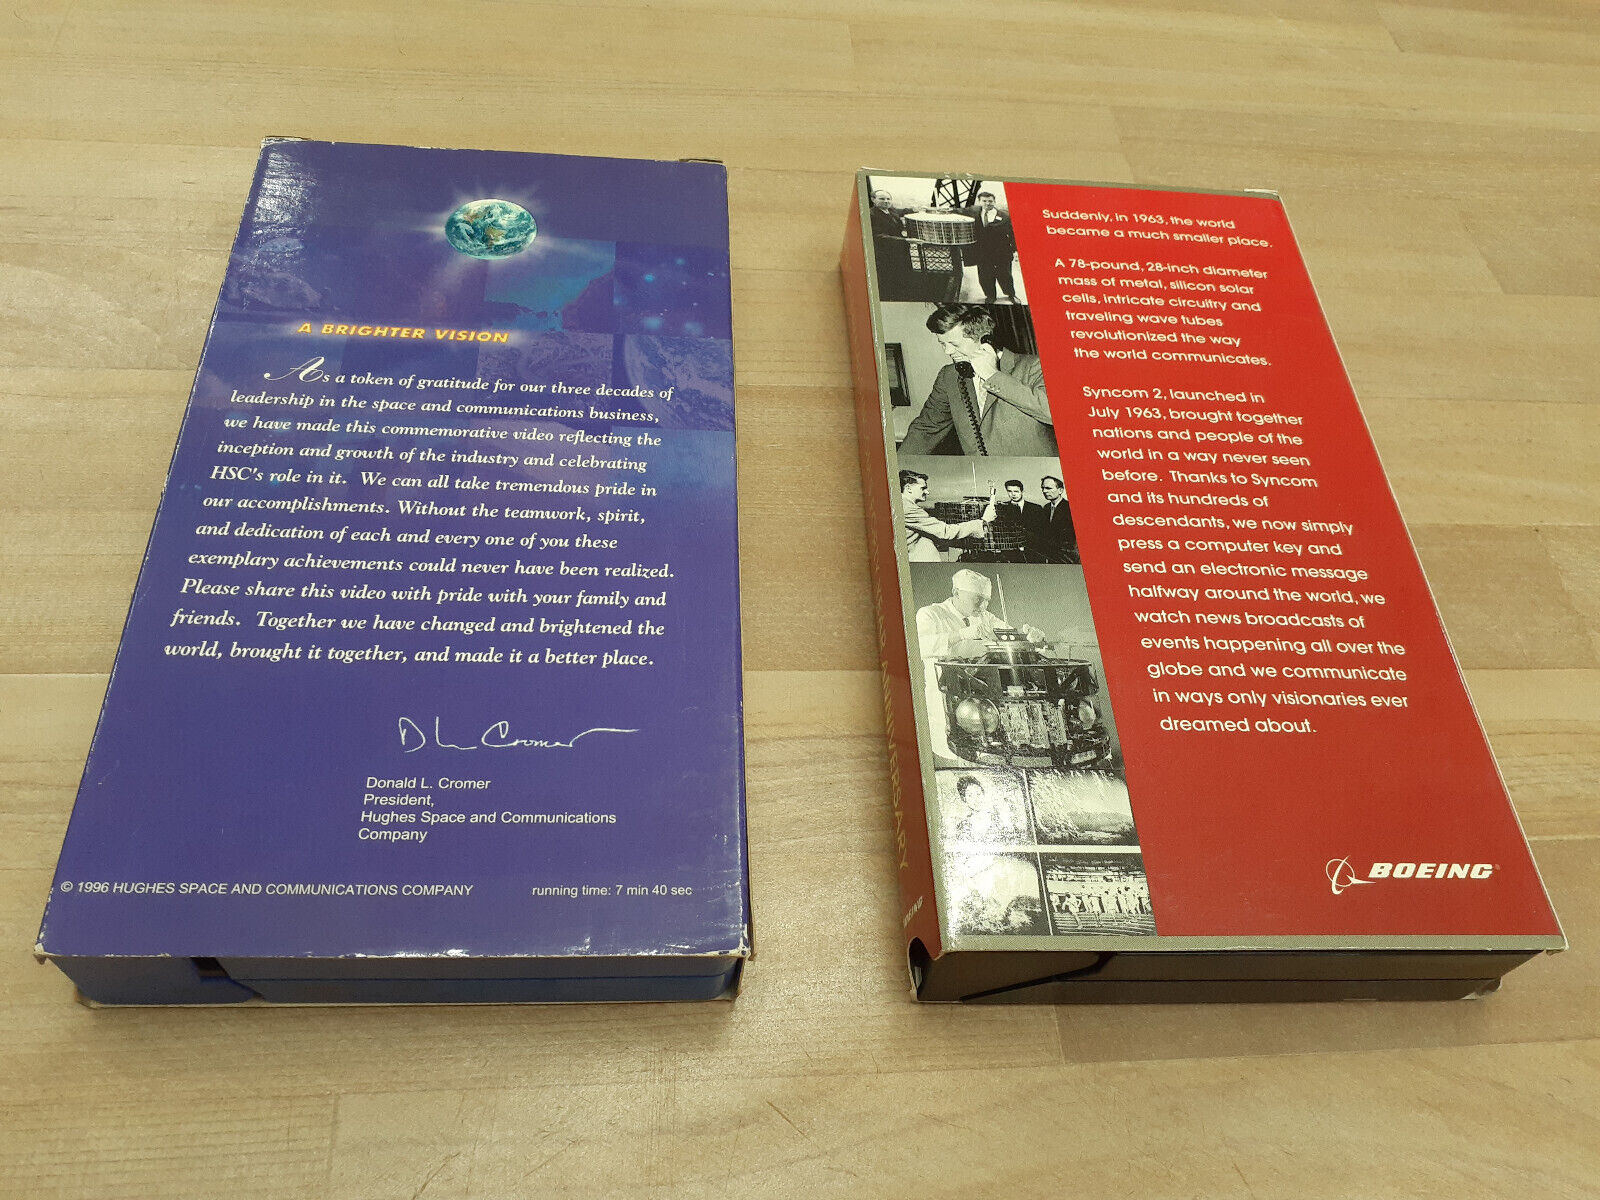 A BRIGHTER VISION
As a token of gratitude for our three decades of
leadership in the space and communications business,
we have made this commemorative video reflecting the
inception and growth of the industry and celebrating
HSC's role in it. We can all take tremendous pride in
our accomplishments. Without the teamwork, spirit,
and dedication of each and every one of you these
exemplary achievements could never have been realized.
Please share this video with pride with your family and
friends. Together we have changed and brightened the
world, brought it together, and made it a better place.
D L Cromer
Donald L. Cromer
President,
Hughes Space and Communications
Company
© 1996 HUGHES SPACE AND COMMUNICATIONS COMPANY
running time: 7 min 40 sec
Suddenly, in 1963, the world
became a much smaller place.
A 78-pound, 28-inch diameter
mass of metal, silicon solar
cells, intricate circuitry and
traveling wave tubes
revolutionized the way
the world communicates.
Syncom 2, launched in
July 1963, brought together
nations and people of the
world in a way never seen
before. Thanks to Syncom
and its hundreds of
descendants, we now simply
press a computer key and
send an electronic message
halfway around the world, we
watch news broadcasts of
events happening all over the
globe and we communicate
in ways only visionaries ever
dreamed about.
BOEING
ANNIVERSARY
BOEING